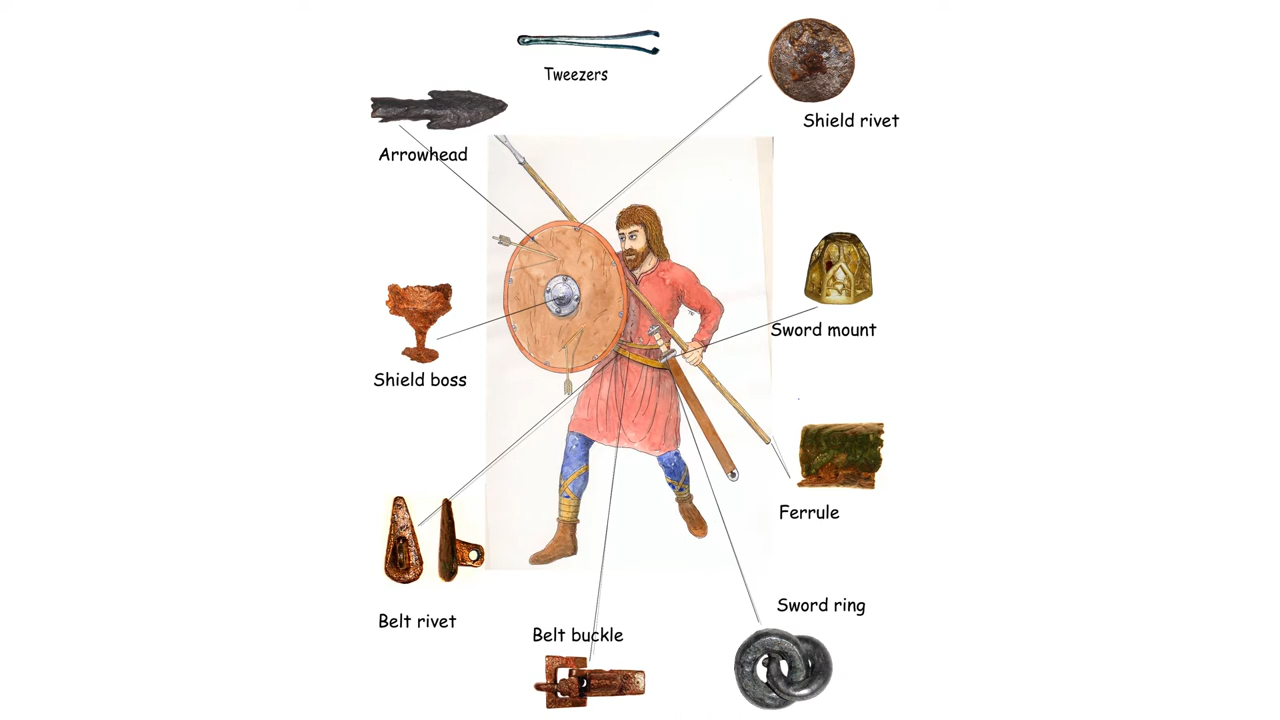 Tweezers
Shield rivet
Arrowhead
Sword mount
Shield boss
Ferrule
Sword ring
Belt rivet
Belt buckle